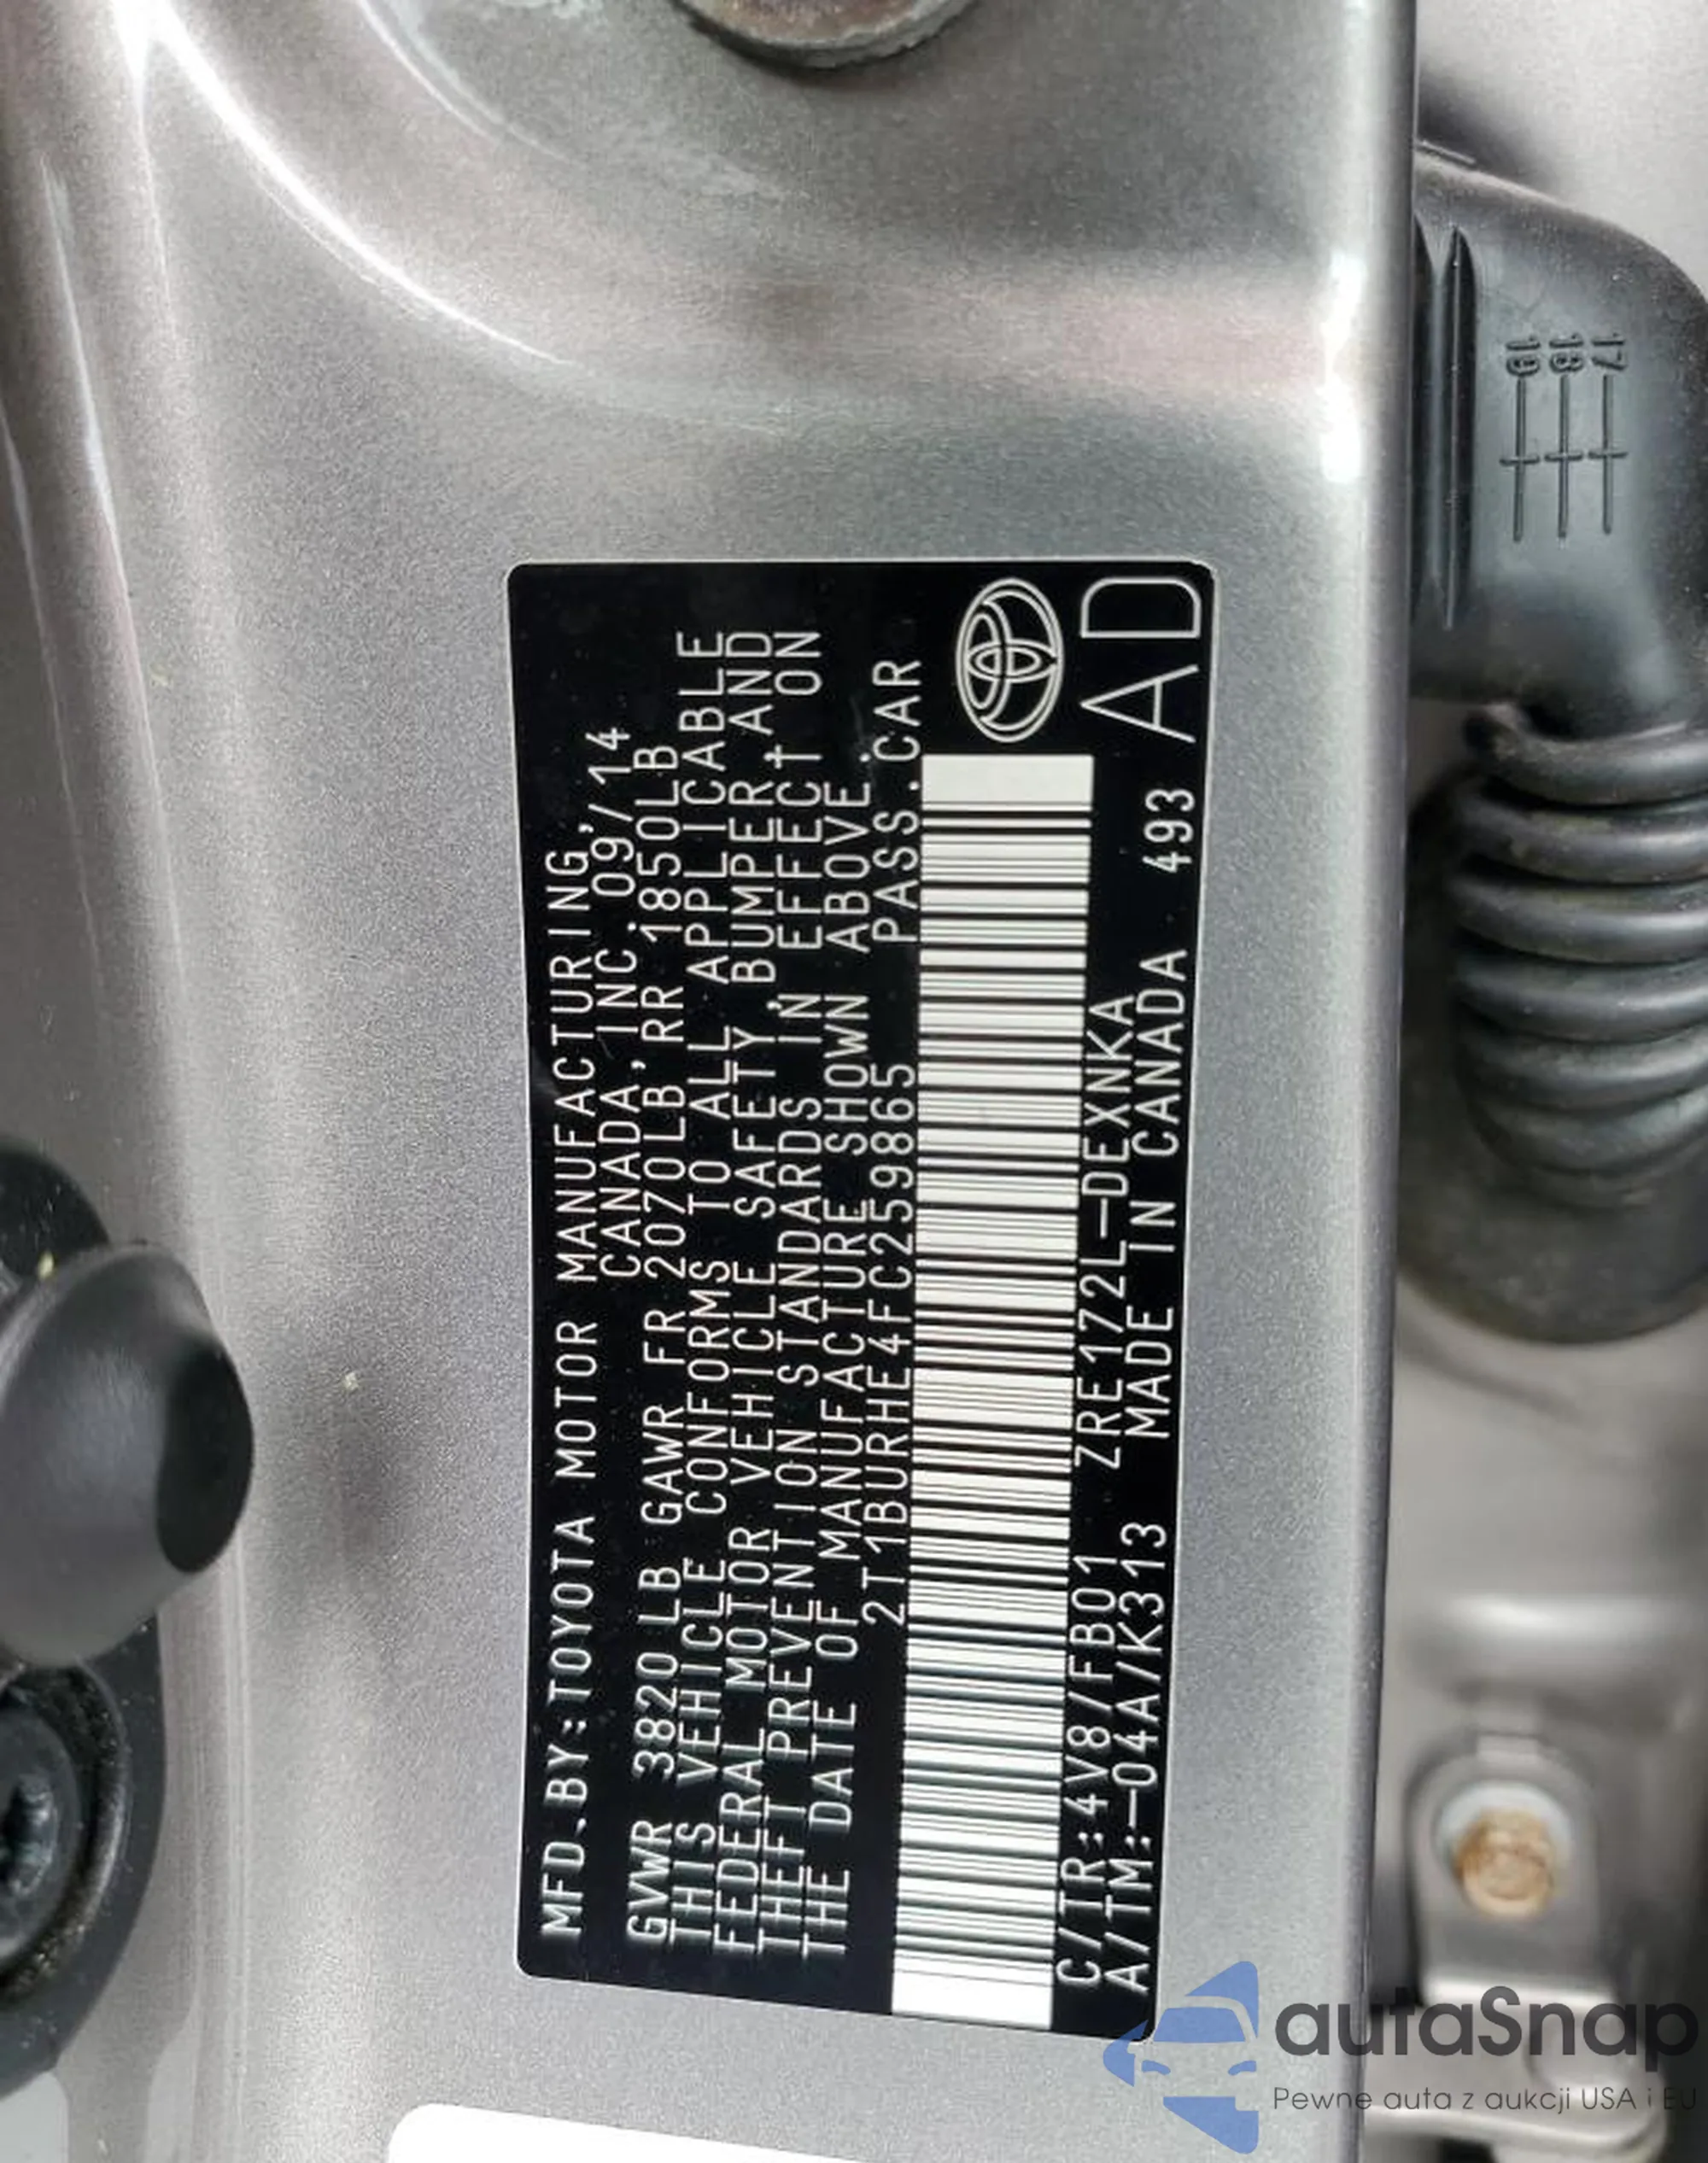 MFD.BY:TOYOTA MOTOR MANUFACTURING,
CANADA, INC. 09/14
GVWR 3820 LB GAWR FR 2070LB, RR 1850LB
THIS VEHICLE CONFORMS TO ALL APPLICABLE
FEDERAL MOTOR VEHICLE SAFETY, BUMPER, AND
THEFT PREVENTION STANDARDS IN EFFECT ON
THE DATE OF MANUFACTURE SHOWN ABOVE.
2T1BURHE4FC259865 PASS.CAR
C/TR:4V8/FB01 ZRE172L-DEXNKA
A/TM:-04A/K313 MADE IN CANADA 493
AD
17
18
19
autaSnap
Pewne auta z aukcji USA i EU